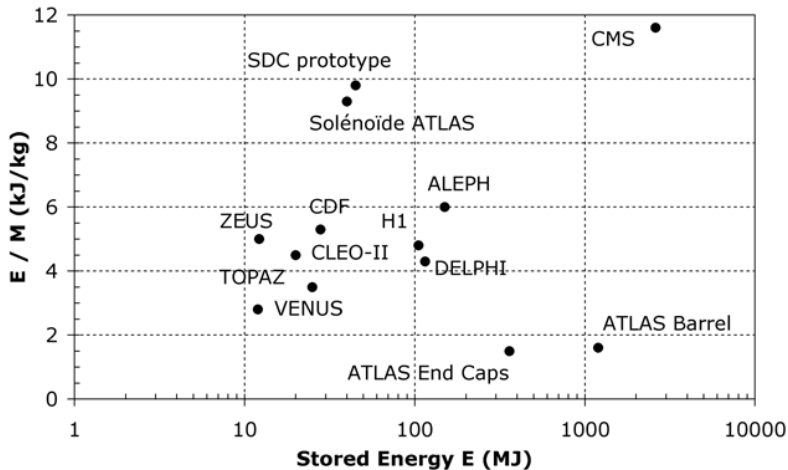 12
CMS
SDC prototype
10
Solénoïde ATLAS
8
E / M (kJ/kg)
ALEPH
6
CDF
ZEUS
H1
CLEO-II
4
DELPHI
TOPAZ
VENUS
2
ATLAS Barrel
ATLAS End Caps
0
1 10 100 1000 10000
Stored Energy E (MJ)